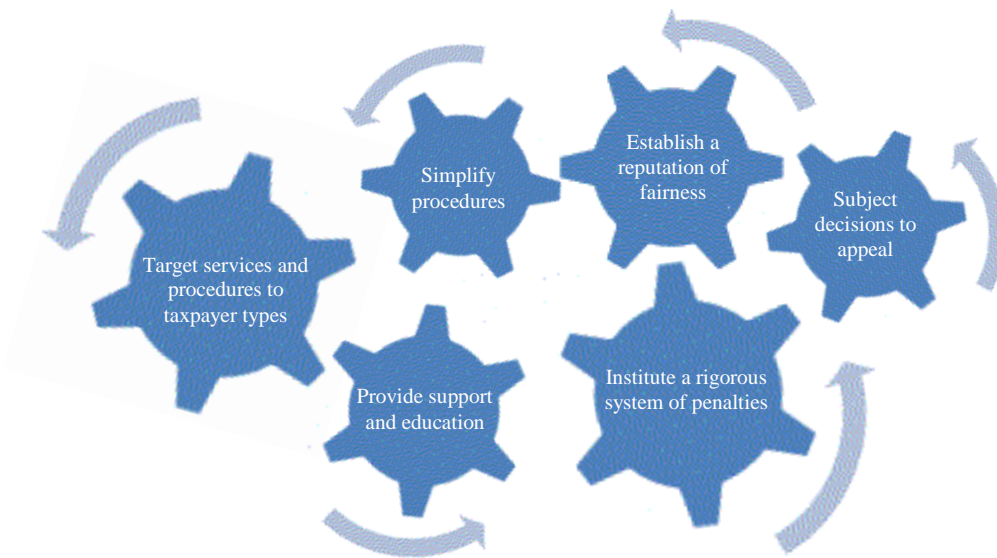 Target services and
procedures to
taxpayer types
Simplify
procedures
Establish a
reputation of
fairness
Subject
decisions to
appeal
Provide support
and education
Institute a rigorous
system of penalties